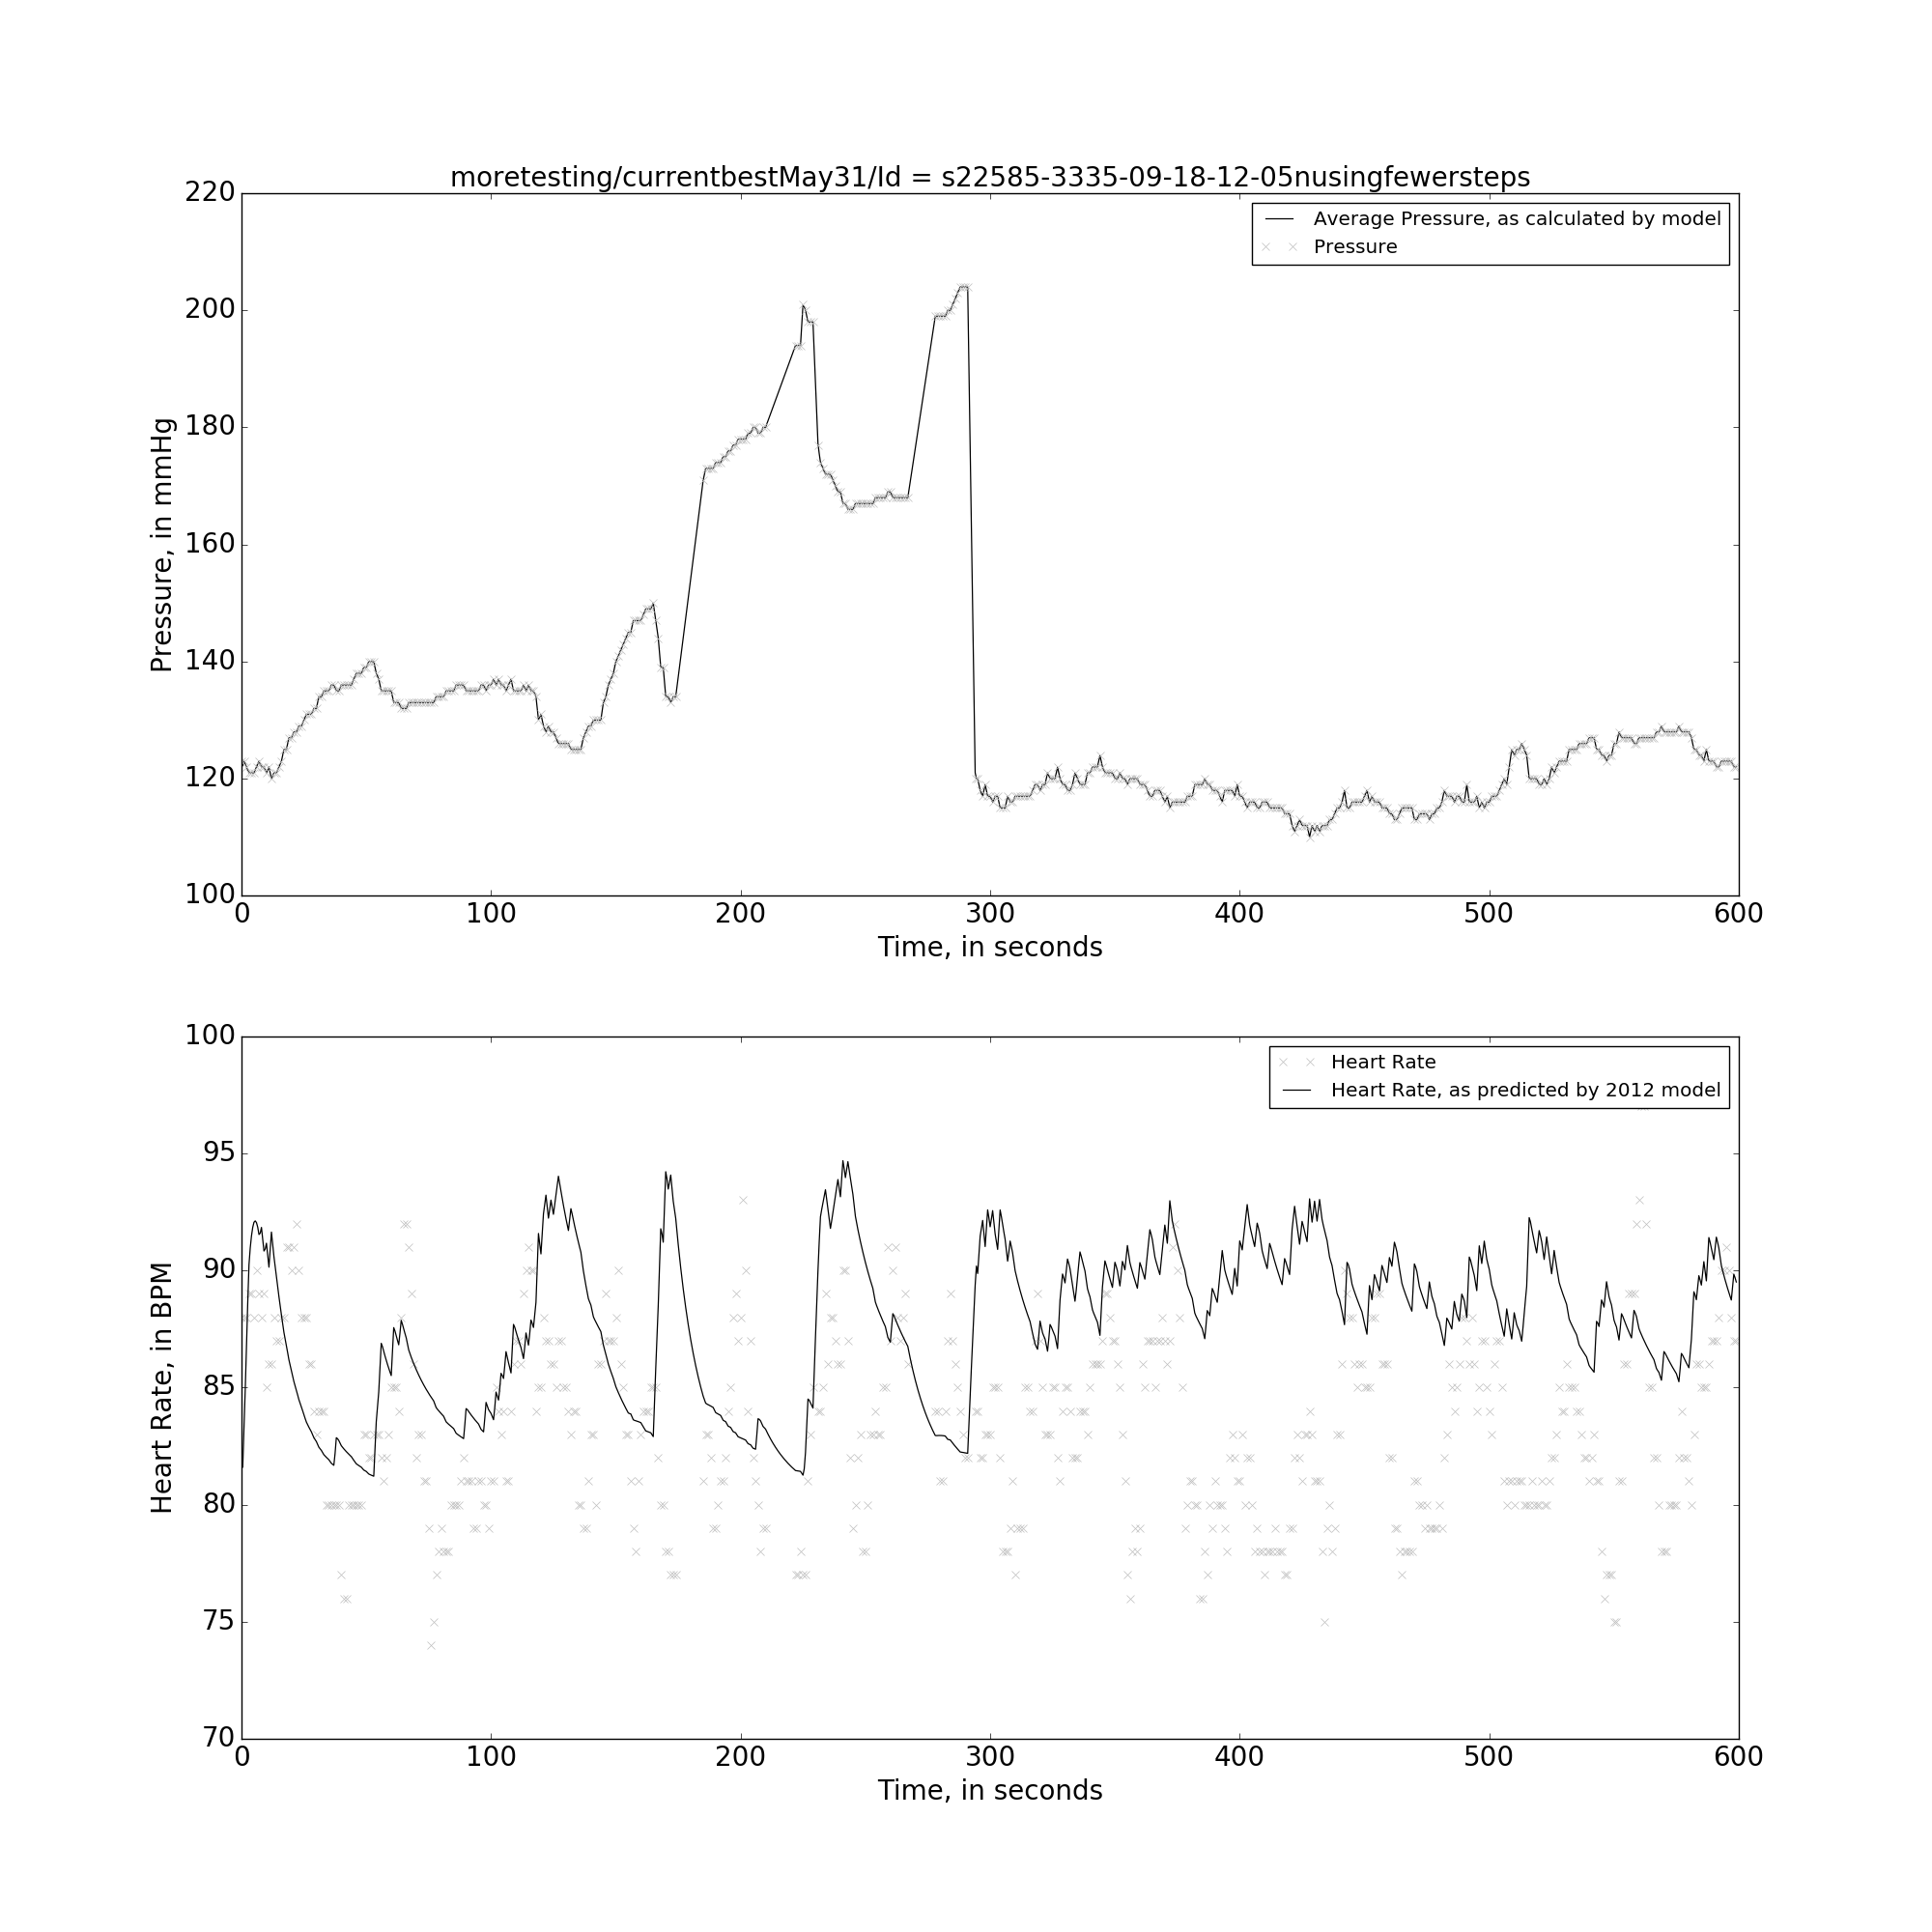 moretesting/currentbestMay31/Id = s22585-3335-09-18-12-05nusingfewersteps
220
200
180
160
140
120
100
Pressure, in mmHg
Average Pressure, as calculated by model
Pressure
0 100 200 300 400 500 600
Time, in seconds
100
95
90
85
80
75
70
Heart Rate, in BPM
Heart Rate
Heart Rate, as predicted by 2012 model
0 100 200 300 400 500 600
Time, in seconds